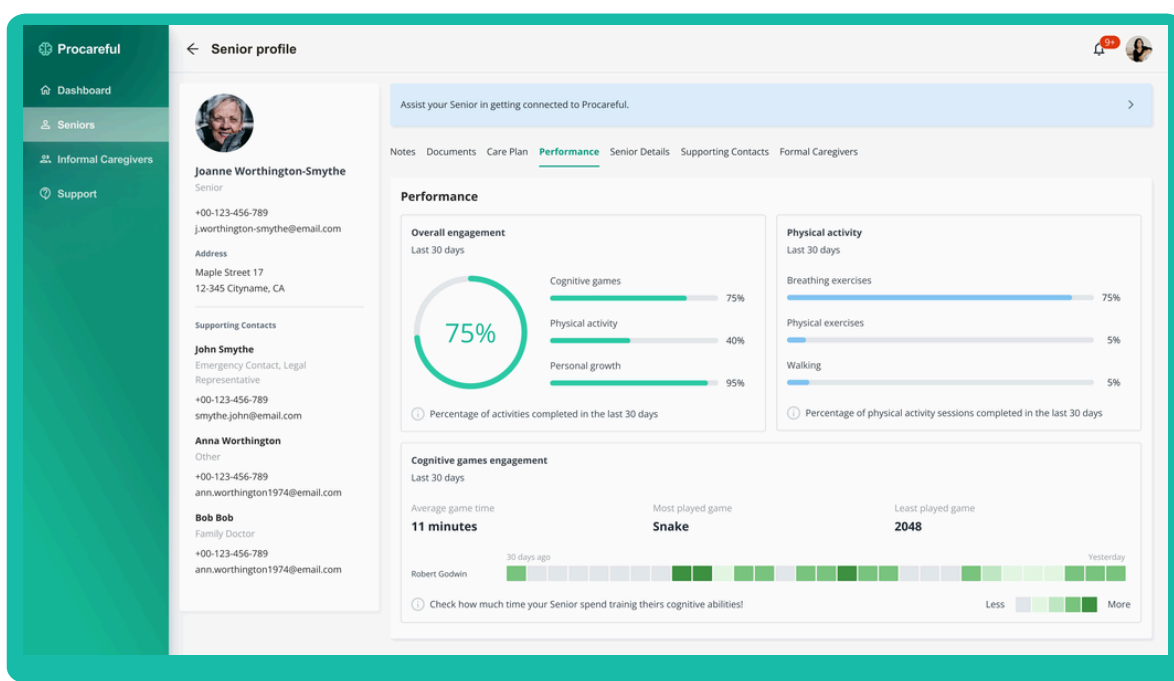 Procareful
Dashboard
Seniors
Informal Caregivers
Support
Senior profile
9+
Joanne Worthington-Smythe
Senior
+00-123-456-789
j.worthington-smythe@email.com
Address
Maple Street 17
12-345 Cityname, CA
Supporting Contacts
John Smythe
Emergency Contact, Legal
Representative
+00-123-456-789
smythe.john@email.com
Anna Worthington
Other
+00-123-456-789
ann.worthington1974@email.com
Bob Bob
Family Doctor
+00-123-456-789
ann.worthington1974@email.com
Assist your Senior in getting connected to Procareful.
Notes Documents Care Plan Performance Senior Details Supporting Contacts Formal Caregivers
Performance
Overall engagement
Last 30 days
75%
Cognitive games
75%
Physical activity
40%
Personal growth
95%
Percentage of activities completed in the last 30 days
Physical activity
Last 30 days
Breathing exercises
75%
Physical exercises
5%
Walking
5%
Percentage of physical activity sessions completed in the last 30 days
Cognitive games engagement
Last 30 days
Average game time
11 minutes
Most played game
Snake
Least played game
2048
30 days ago
Yesterday
Robert Godwin
Check how much time your Senior spend trainig theirs cognitive abilities!
Less
More